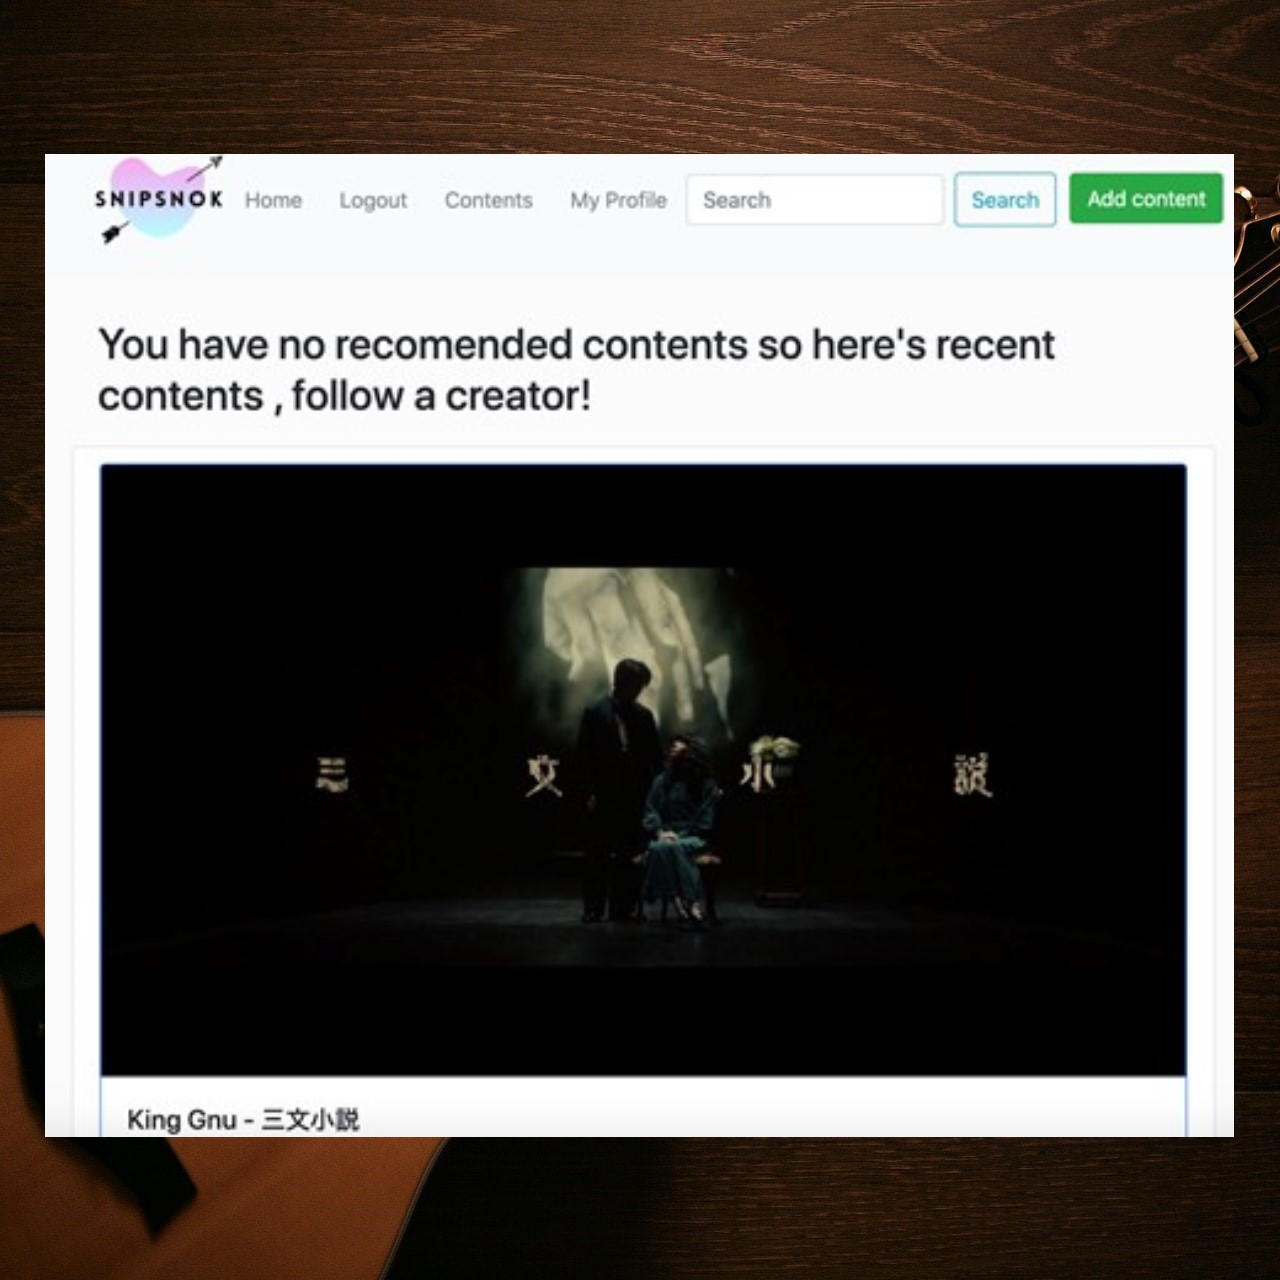 SNIPSNOK Home Logout Contents My Profile Search Search Add content
You have no recomended contents so here's recent
contents , follow a creator!
三 文 小 説
King Gnu - 三文小説